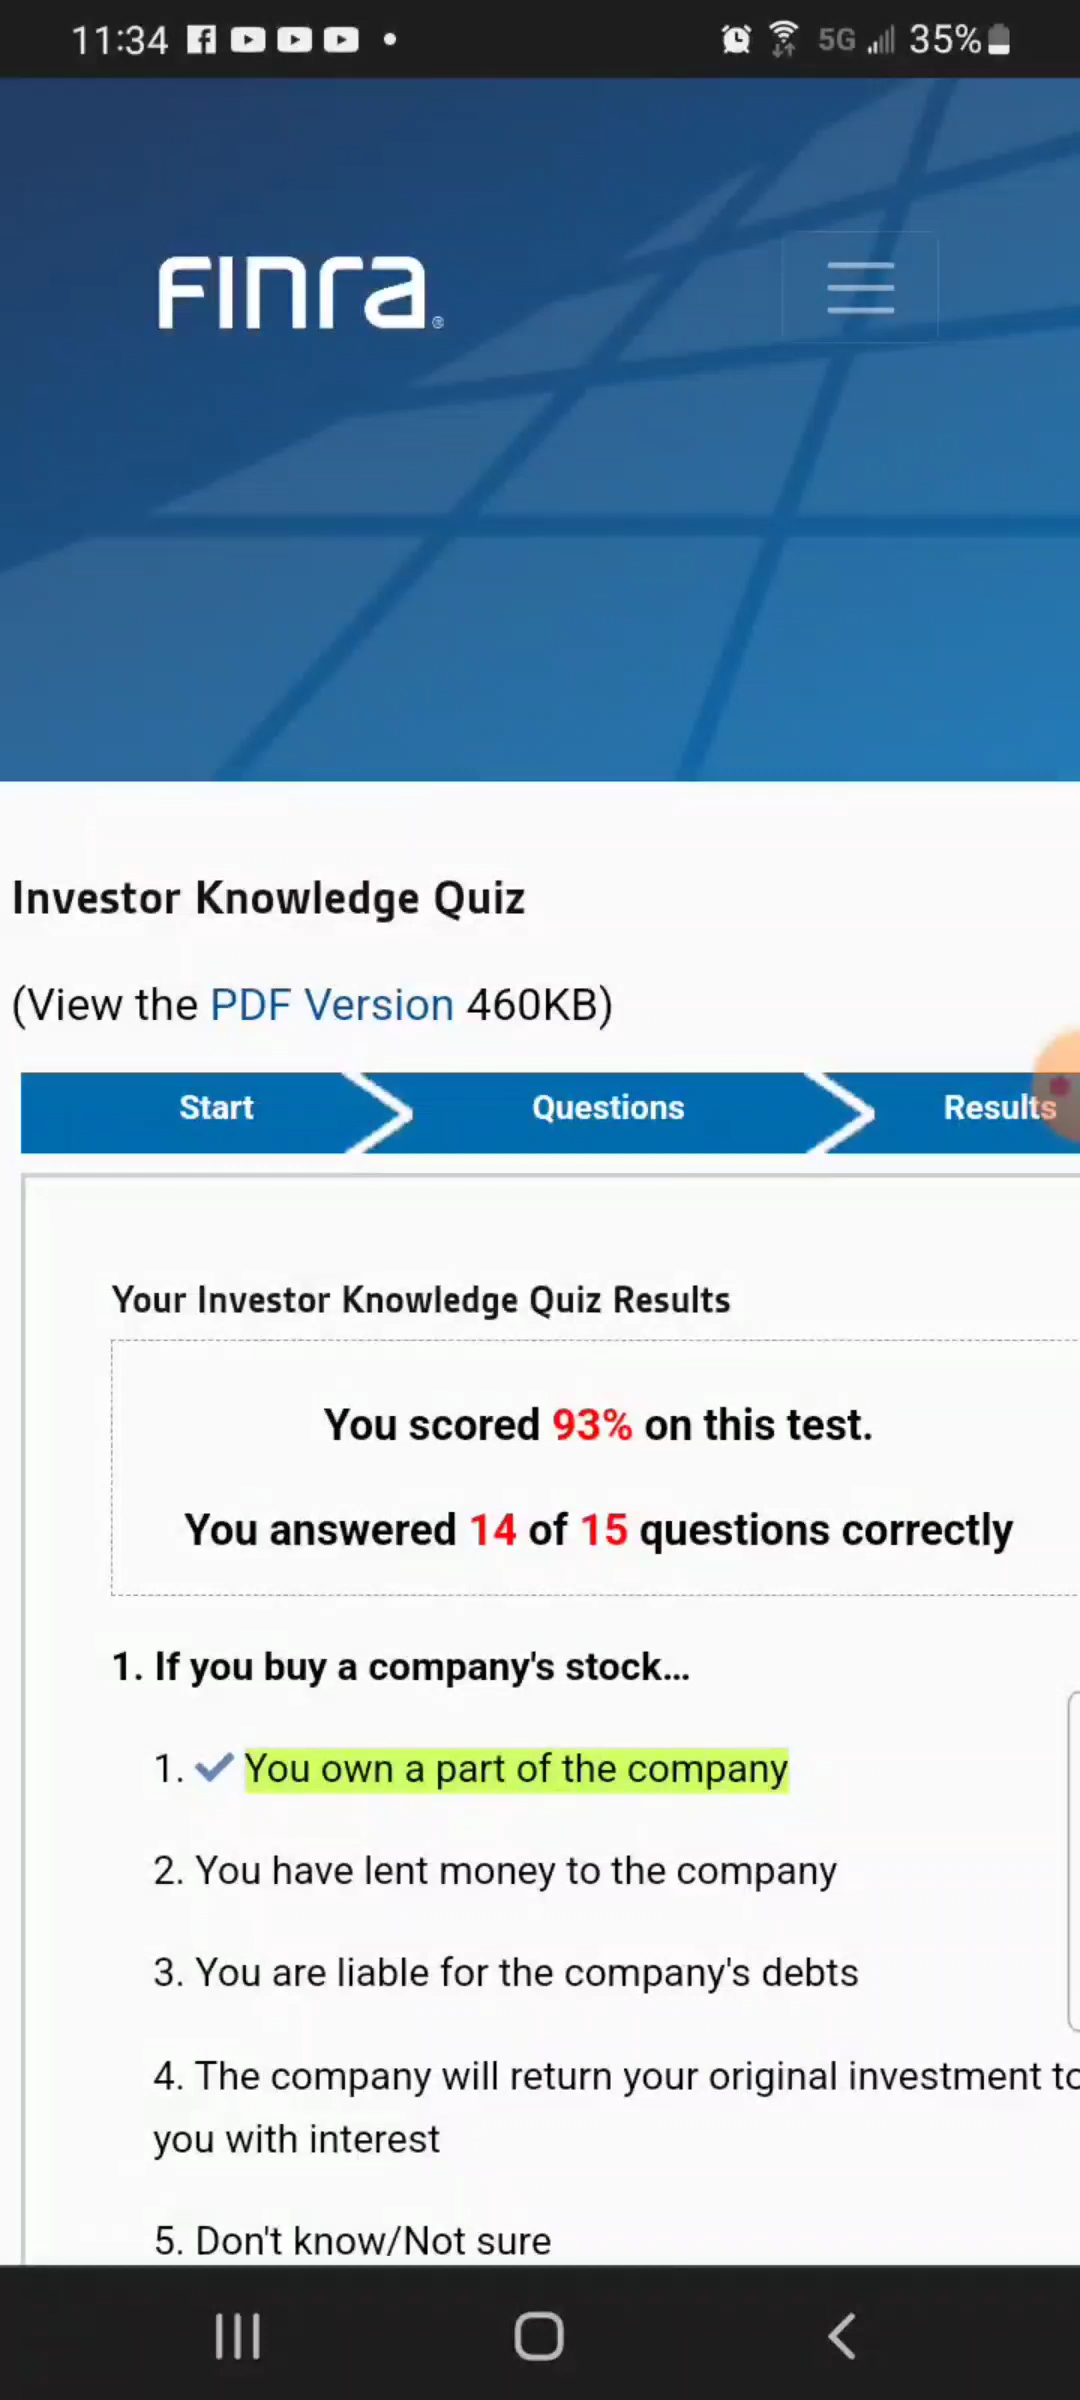 11:34 5G 35%
FINRA®
Investor Knowledge Quiz
(View the PDF Version 460KB)
Start Questions Results
Your Investor Knowledge Quiz Results
You scored 93% on this test.
You answered 14 of 15 questions correctly
1. If you buy a company's stock...
1. You own a part of the company
2. You have lent money to the company
3. You are liable for the company's debts
4. The company will return your original investment to
you with interest
5. Don't know/Not sure